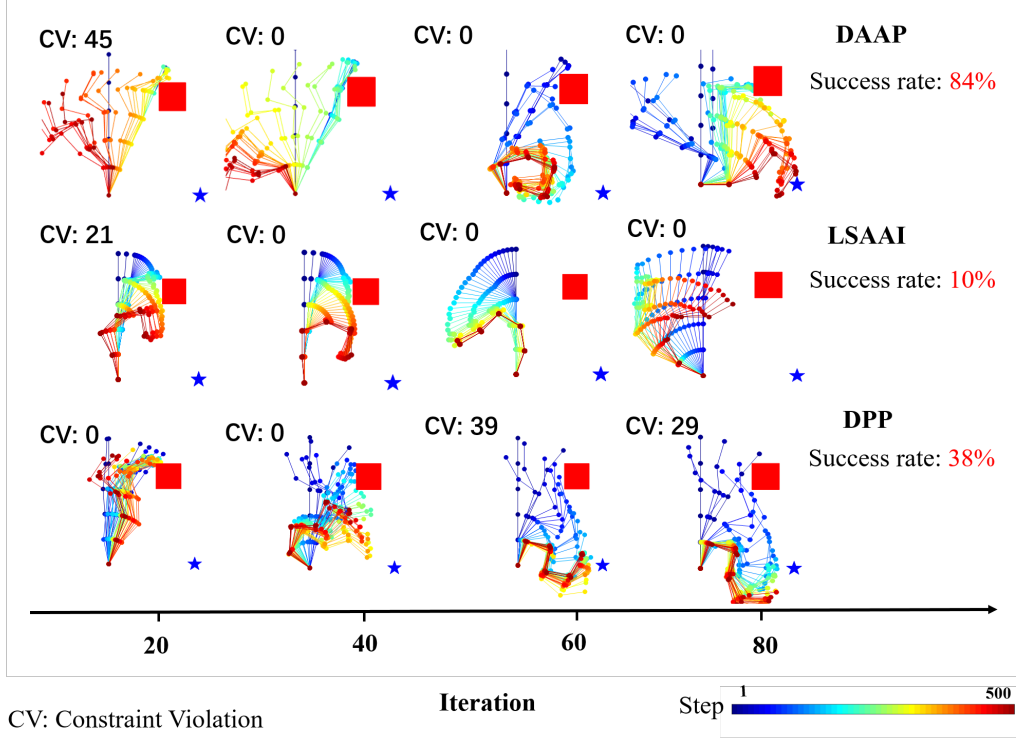 CV: 45
CV: 0
CV: 0
CV: 0
DAAP
Success rate: 84%
CV: 21
CV: 0
CV: 0
CV: 0
LSAAI
Success rate: 10%
CV: 0
CV: 0
CV: 39
CV: 29
DPP
Success rate: 38%
20
40
60
80
Iteration
Step
1
500
CV: Constraint Violation